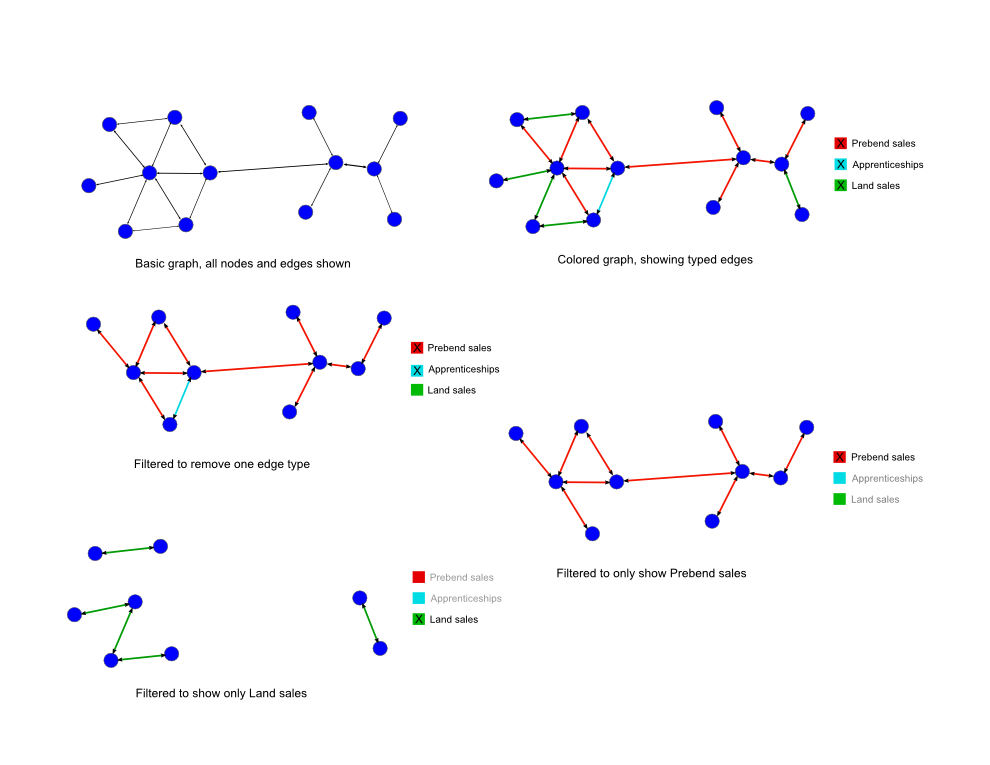 Basic graph, all nodes and edges shown
X Prebend sales
X Apprenticeships
X Land sales
Colored graph, showing typed edges
X Prebend sales
X Apprenticeships
Land sales
Filtered to remove one edge type
X Prebend sales
Apprenticeships
Land sales
Filtered to only show Prebend sales
Prebend sales
Apprenticeships
X Land sales
Filtered to show only Land sales